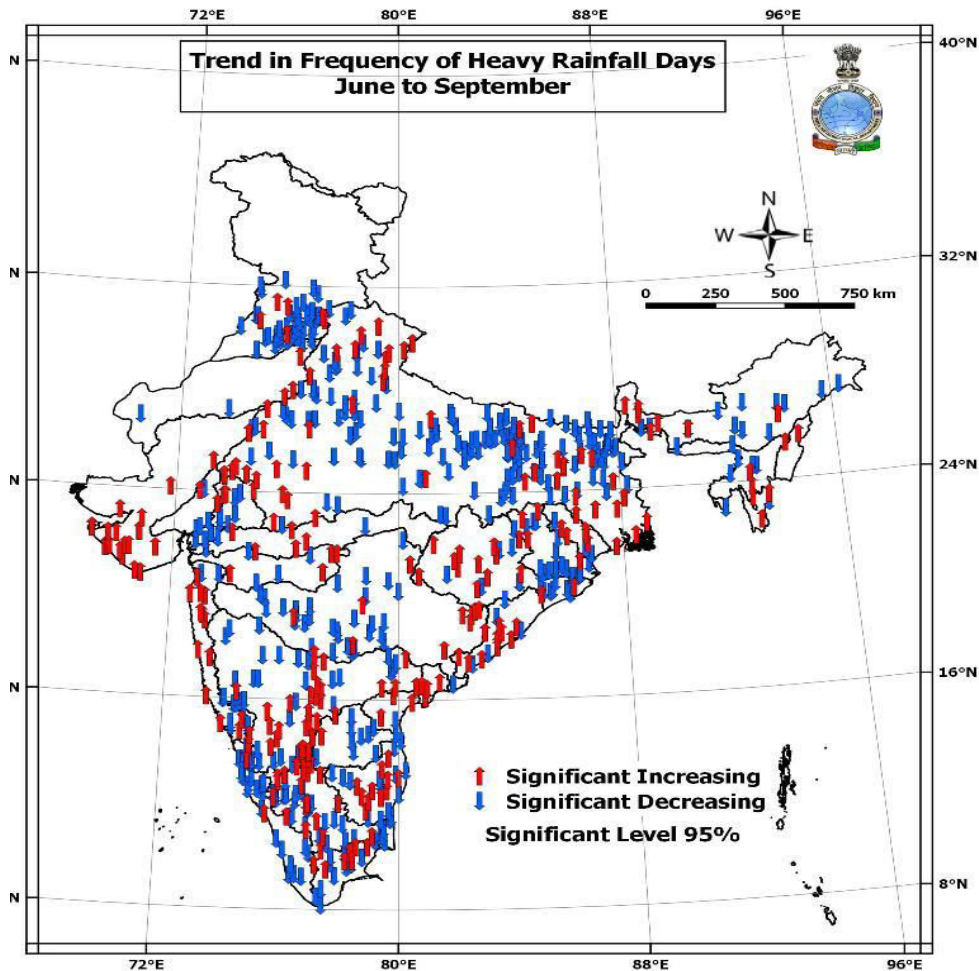 72°E 80°E 88°E 96°E
Trend in Frequency of Heavy Rainfall Days
June to September
N 40°N
N
W E
S
N 32°N
0 250 500 750 km
N 24°N
N 16°N
Significant Increasing
Significant Decreasing
Significant Level 95%
N 8°N
72°E 80°E 88°E 96°E